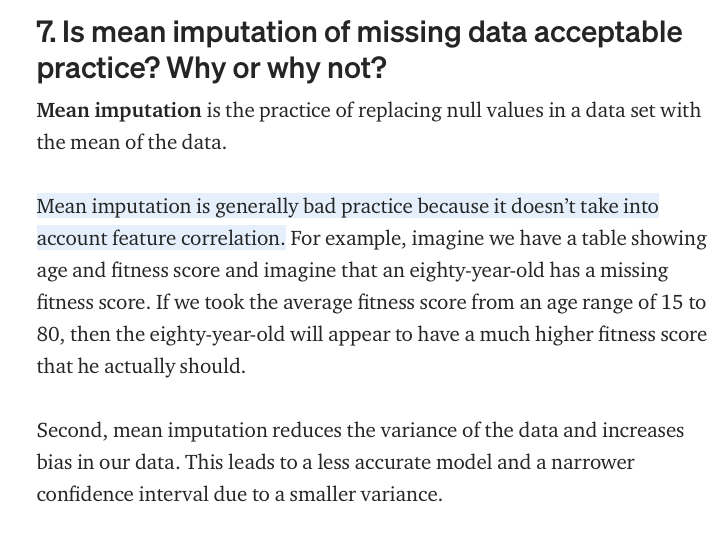 7. Is mean imputation of missing data acceptable
practice? Why or why not?
Mean imputation is the practice of replacing null values in a data set with
the mean of the data.
Mean imputation is generally bad practice because it doesn’t take into
account feature correlation. For example, imagine we have a table showing
age and fitness score and imagine that an eighty-year-old has a missing
fitness score. If we took the average fitness score from an age range of 15 to
80, then the eighty-year-old will appear to have a much higher fitness score
that he actually should.
Second, mean imputation reduces the variance of the data and increases
bias in our data. This leads to a less accurate model and a narrower
confidence interval due to a smaller variance.